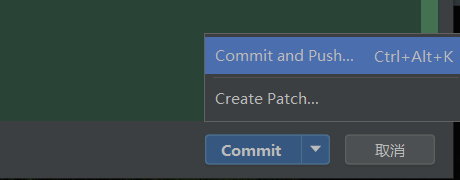 Commit and Push... Ctrl+Alt+K
Create Patch...
Commit 取消